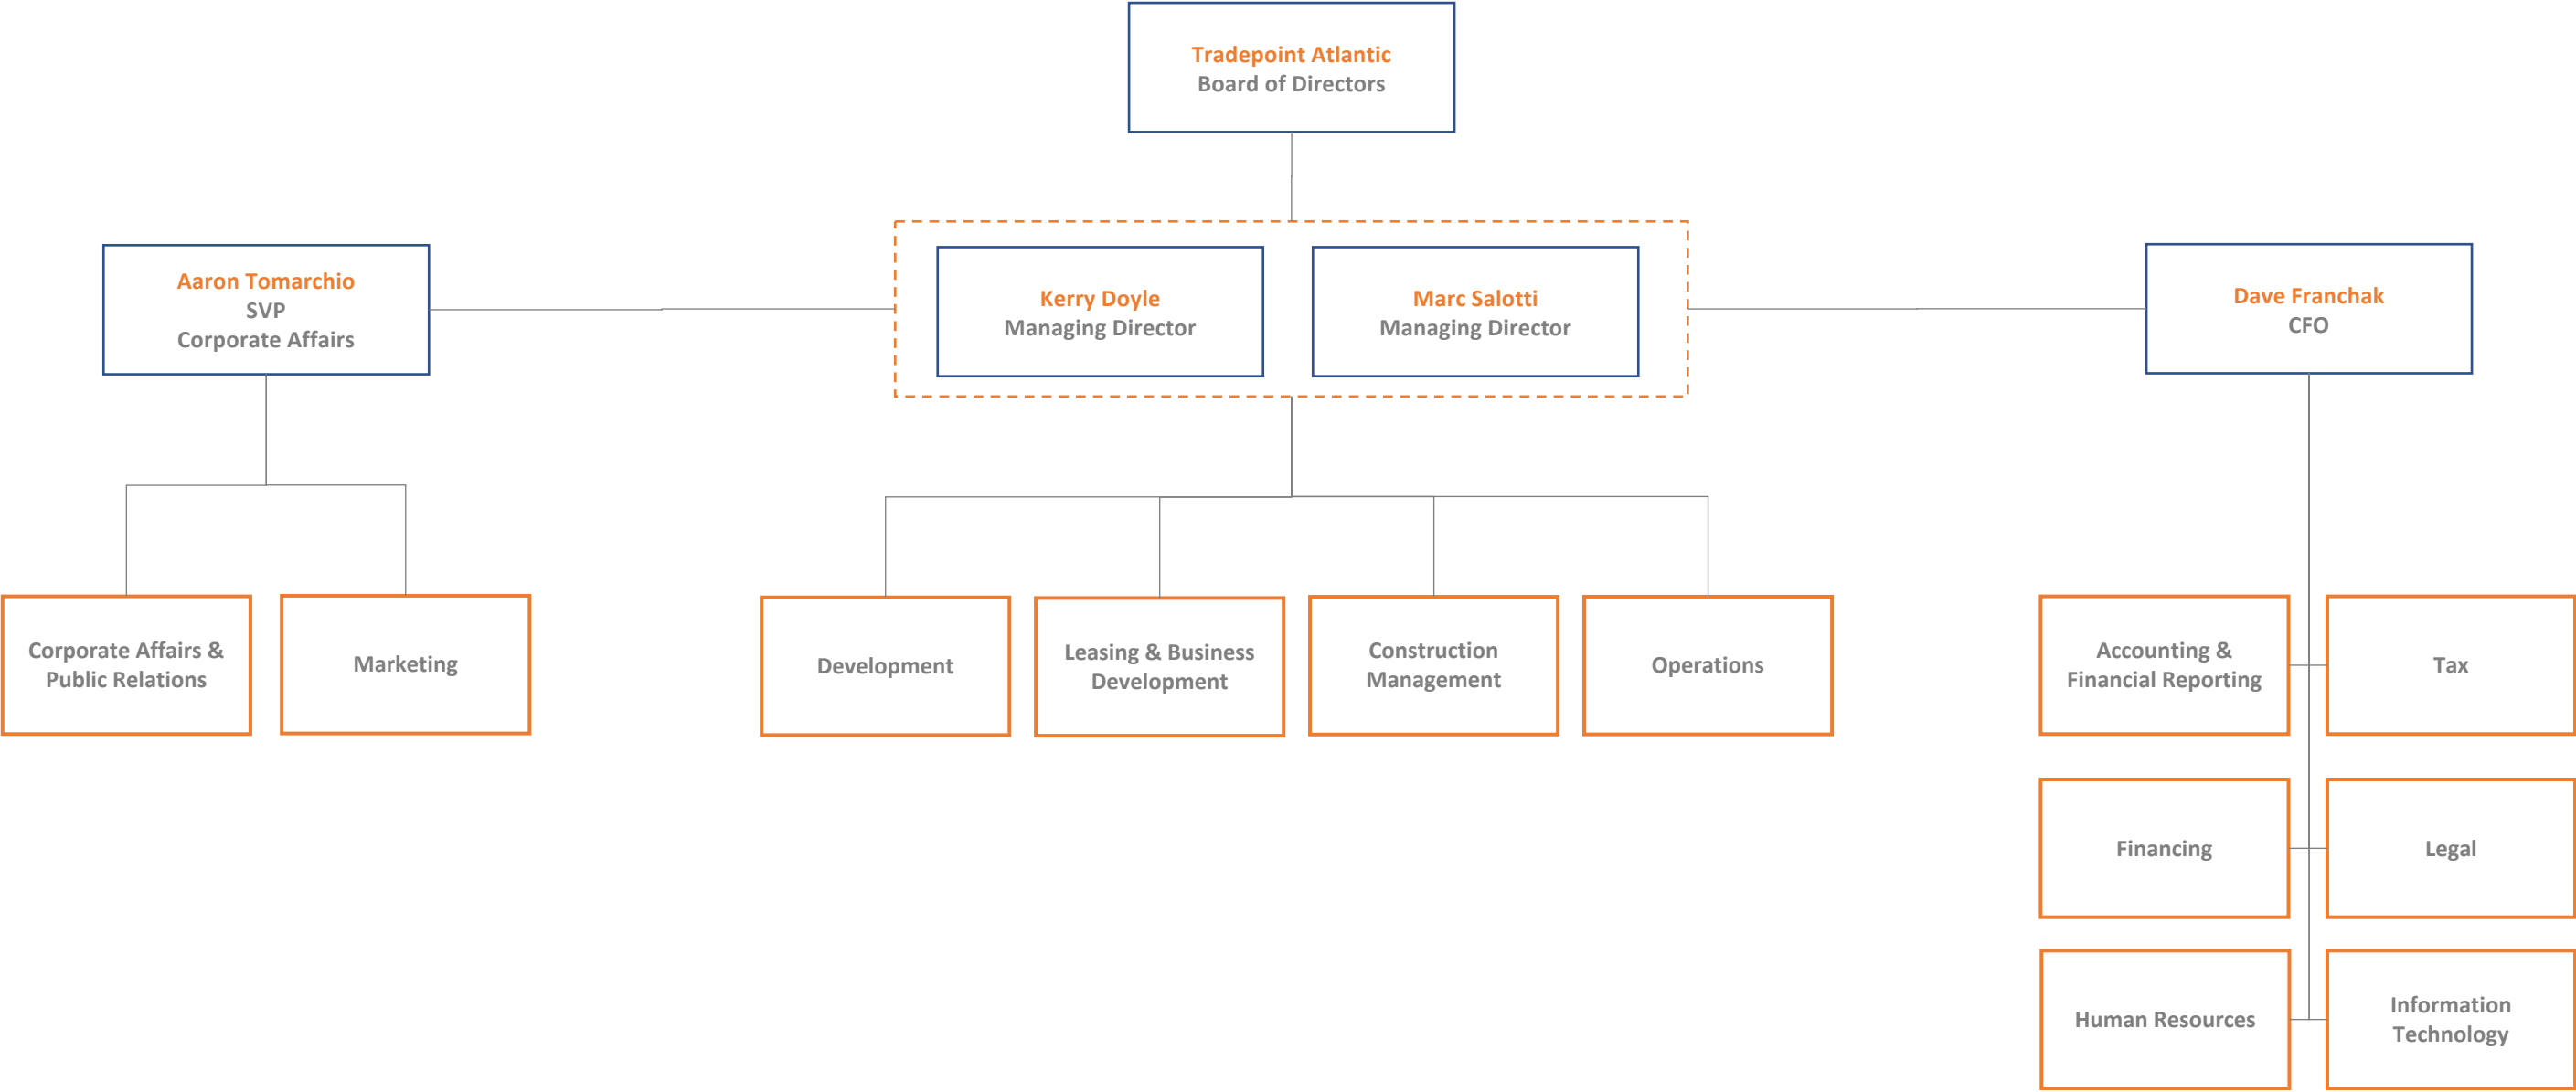 Tradepoint Atlantic
Board of Directors
Aaron Tomarchio
SVP
Corporate Affairs
Kerry Doyle
Managing Director
Marc Salotti
Managing Director
Dave Franchak
CFO
Corporate Affairs &
Public Relations
Marketing
Development
Leasing & Business
Development
Construction
Management
Operations
Accounting &
Financial Reporting
Tax
Financing
Legal
Human Resources
Information
Technology